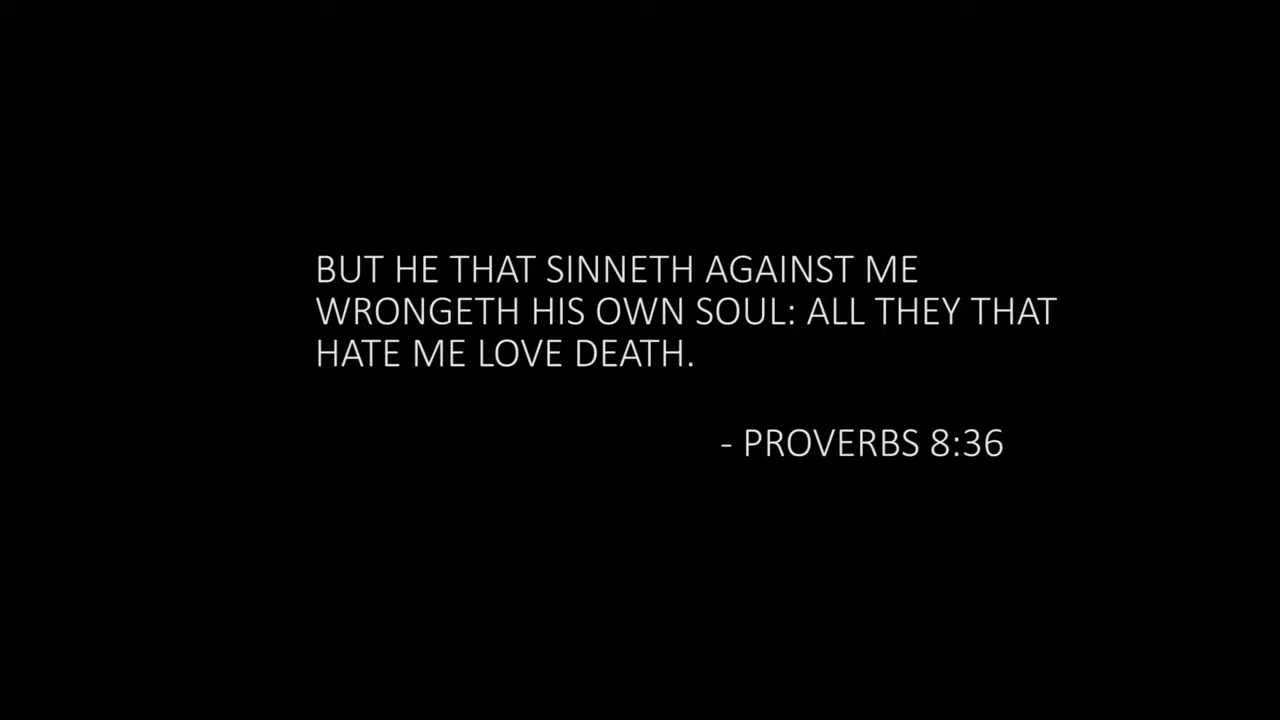 BUT HE THAT SINNETH AGAINST ME
WRONGETH HIS OWN SOUL: ALL THEY THAT
HATE ME LOVE DEATH.
- PROVERBS 8:36